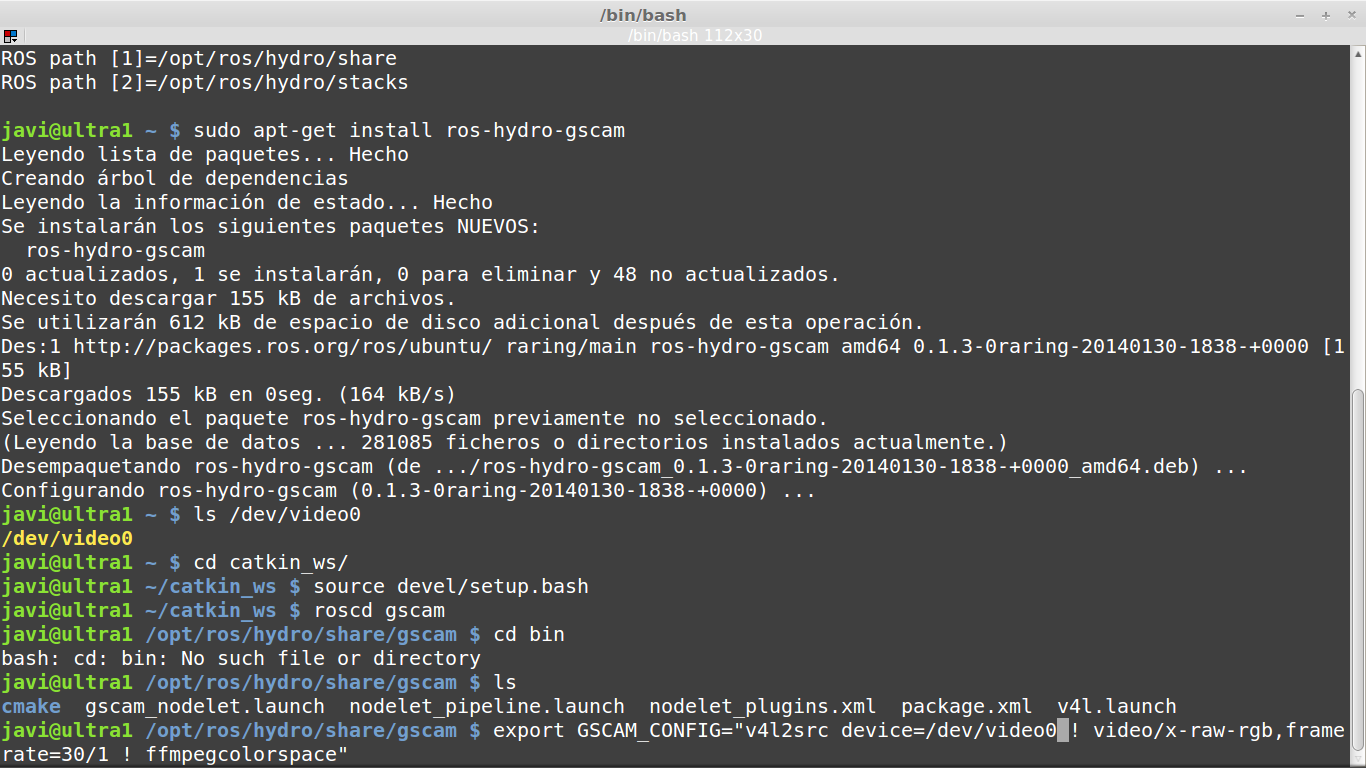 /bin/bash
/bin/bash 112x30
ROS path [1]=/opt/ros/hydro/share
ROS path [2]=/opt/ros/hydro/stacks
javi@ultra1 ~ $ sudo apt-get install ros-hydro-gscam
Leyendo lista de paquetes... Hecho
Creando árbol de dependencias
Leyendo la información de estado... Hecho
Se instalarán los siguientes paquetes NUEVOS:
  ros-hydro-gscam
0 actualizados, 1 se instalarán, 0 para eliminar y 48 no actualizados.
Necesito descargar 155 kB de archivos.
Se utilizarán 612 kB de espacio de disco adicional después de esta operación.
Des:1 http://packages.ros.org/ros/ubuntu/ raring/main ros-hydro-gscam amd64 0.1.3-0raring-20140130-1838-+0000 [1
55 kB]
Descargados 155 kB en 0seg. (164 kB/s)
Seleccionando el paquete ros-hydro-gscam previamente no seleccionado.
(Leyendo la base de datos ... 281085 ficheros o directorios instalados actualmente.)
Desempaquetando ros-hydro-gscam (de .../ros-hydro-gscam_0.1.3-0raring-20140130-1838-+0000_amd64.deb) ...
Configurando ros-hydro-gscam (0.1.3-0raring-20140130-1838-+0000) ...
javi@ultra1 ~ $ ls /dev/video0
/dev/video0
javi@ultra1 ~ $ cd catkin_ws/
javi@ultra1 ~/catkin_ws $ source devel/setup.bash
javi@ultra1 ~/catkin_ws $ roscd gscam
javi@ultra1 /opt/ros/hydro/share/gscam $ cd bin
bash: cd: bin: No such file or directory
javi@ultra1 /opt/ros/hydro/share/gscam $ ls
cmake  gscam_nodelet.launch  nodelet_pipeline.launch  nodelet_plugins.xml  package.xml  v4l.launch
javi@ultra1 /opt/ros/hydro/share/gscam $ export GSCAM_CONFIG="v4l2src device=/dev/video0 ! video/x-raw-rgb,frame
rate=30/1 ! ffmpegcolorspace"